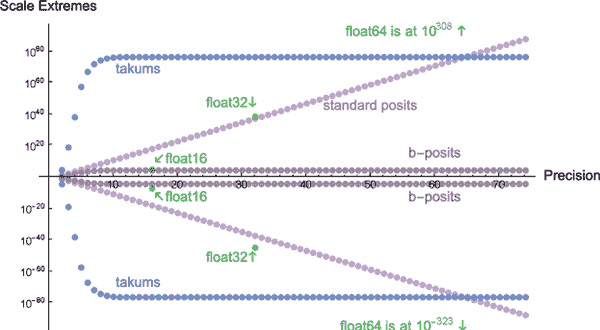 Scale Extremes
float64 is at 10^308 ↑
10^80
takums
10^60
float32↓
standard posits
10^40
10^20
↙float16
b-posits
10 20 30 40 50 60 70
Precision
↖float16
b-posits
10^-20
10^-40
float32↑
10^-60
takums
10^-80
float64 is at 10^-323 ↓